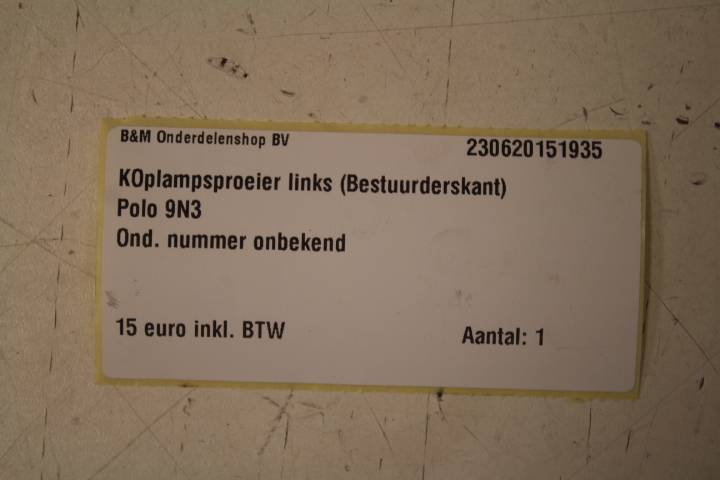 B&M Onderdelenshop BV 230620151935
KOplampsproeier links (Bestuurderskant)
Polo 9N3
Ond. nummer onbekend
15 euro inkl. BTW Aantal: 1